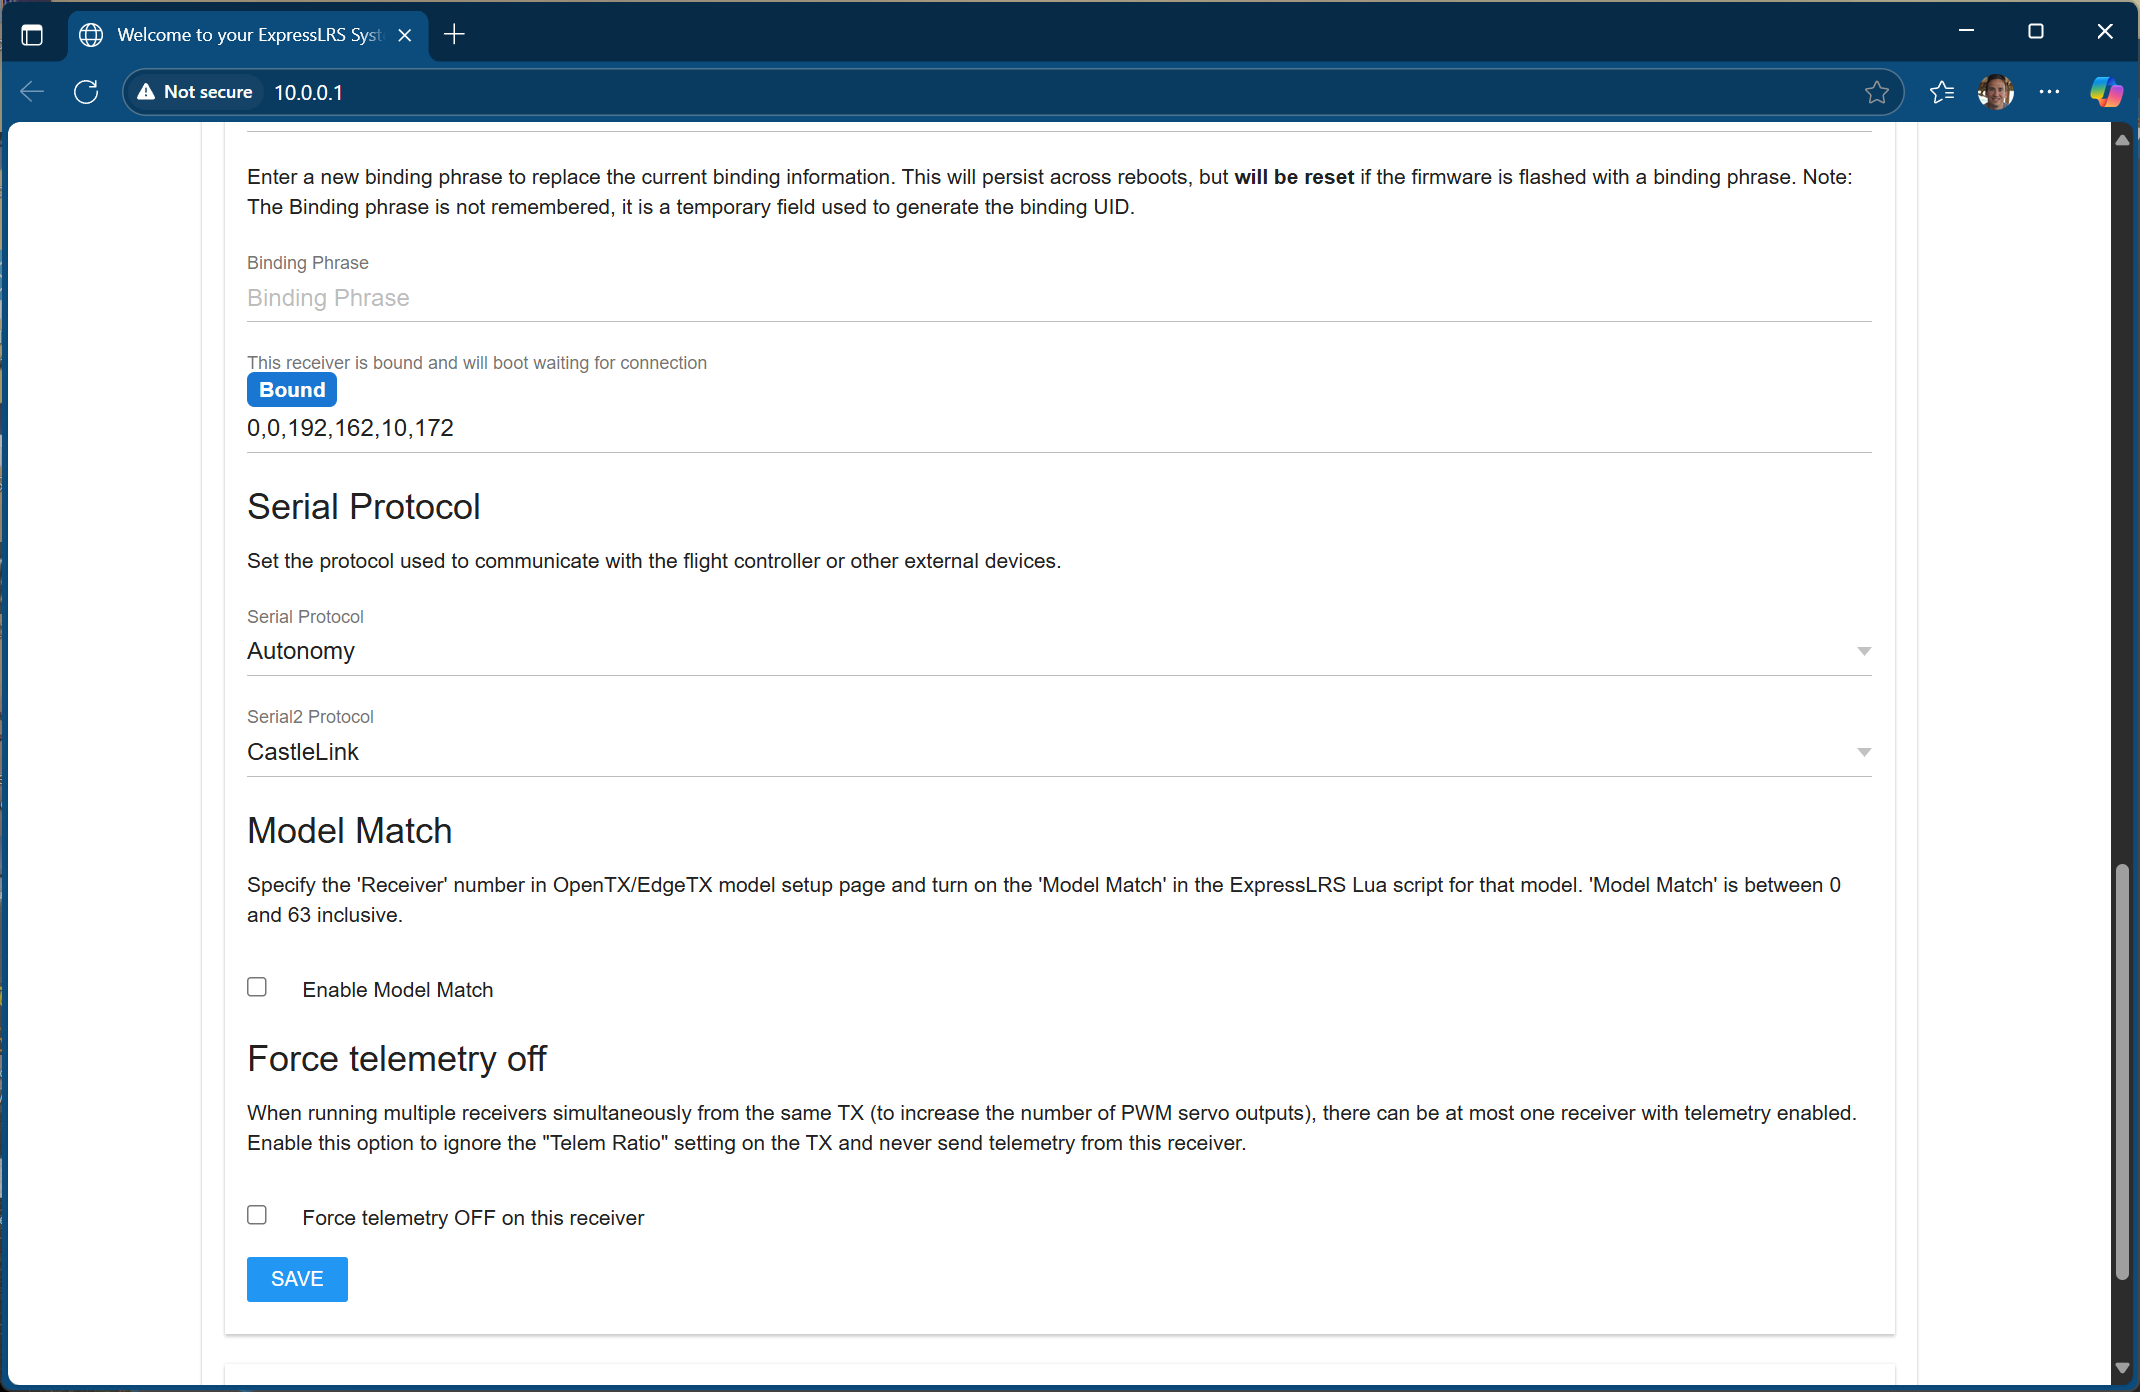 Welcome to your ExpressLRS Syst
Not secure
10.0.0.1
Enter a new binding phrase to replace the current binding information. This will persist across reboots, but will be reset if the firmware is flashed with a binding phrase. Note:
The Binding phrase is not remembered, it is a temporary field used to generate the binding UID.
Binding Phrase
Binding Phrase
This receiver is bound and will boot waiting for connection
Bound
0,0,192,162,10,172
Serial Protocol
Set the protocol used to communicate with the flight controller or other external devices.
Serial Protocol
Autonomy
Serial2 Protocol
CastleLink
Model Match
Specify the 'Receiver' number in OpenTX/EdgeTX model setup page and turn on the 'Model Match' in the ExpressLRS Lua script for that model. 'Model Match' is between 0
and 63 inclusive.
Enable Model Match
Force telemetry off
When running multiple receivers simultaneously from the same TX (to increase the number of PWM servo outputs), there can be at most one receiver with telemetry enabled.
Enable this option to ignore the "Telem Ratio" setting on the TX and never send telemetry from this receiver.
Force telemetry OFF on this receiver
SAVE